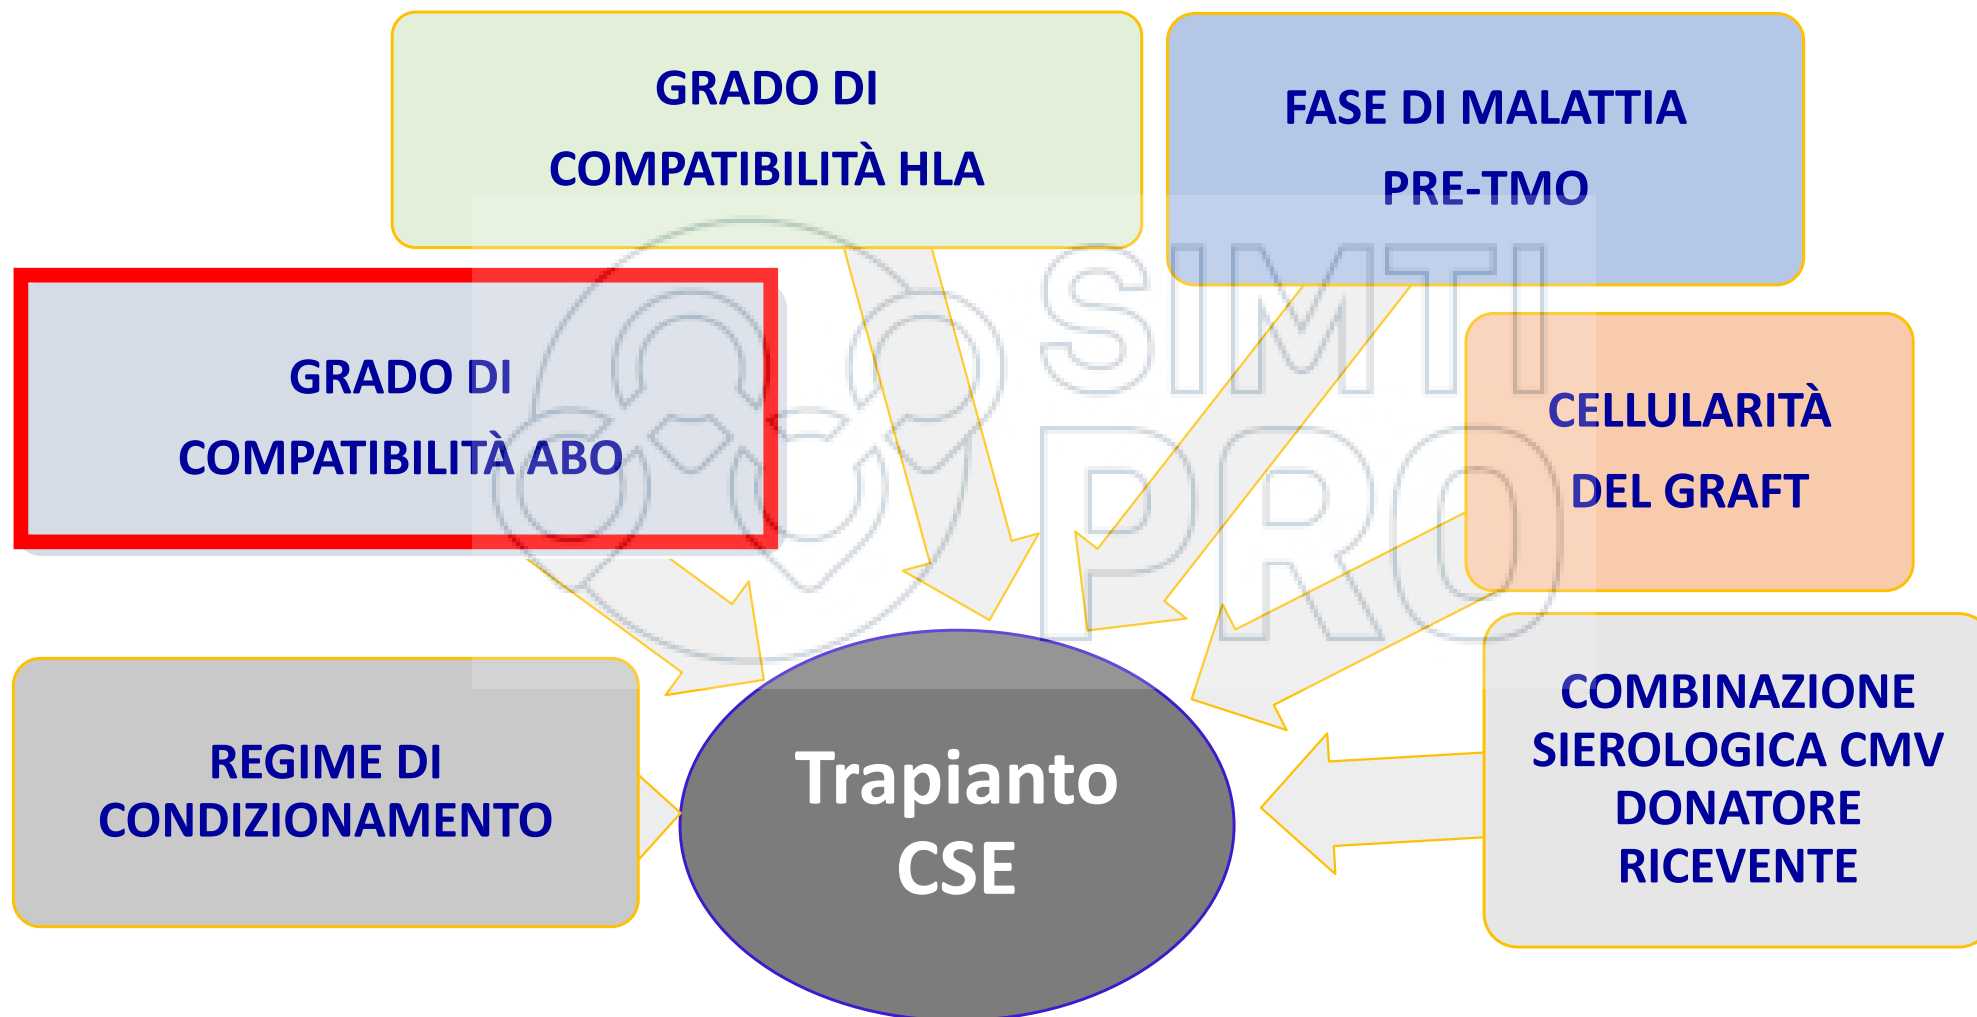 GRADO DI
COMPATIBILITÀ HLA
FASE DI MALATTIA
PRE-TMO
GRADO DI
COMPATIBILITÀ ABO
CELLULARITÀ
DEL GRAFT
REGIME DI
CONDIZIONAMENTO
COMBINAZIONE
SIEROLOGICA CMV
DONATORE
RICEVENTE
Trapianto
CSE
SIMTI
PRO